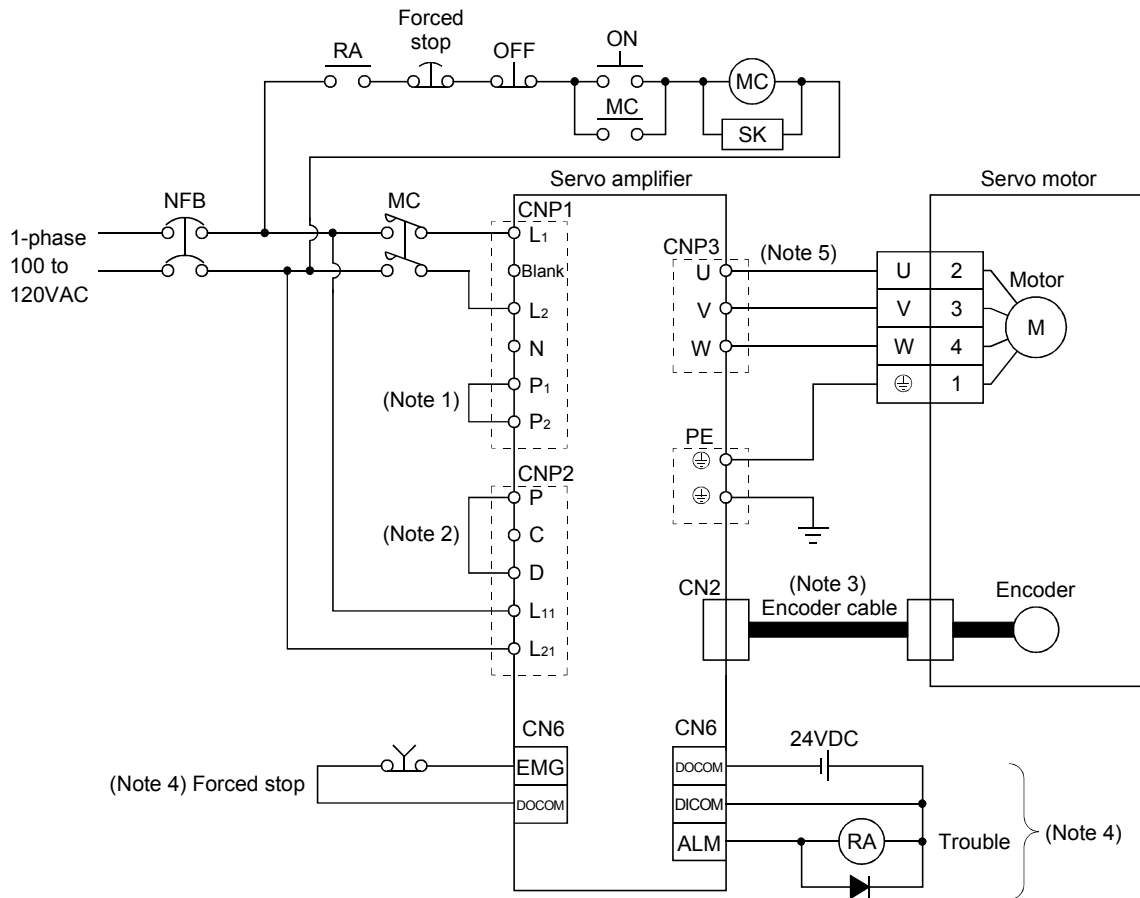 Forced
stop
RA
OFF
ON
MC
MC
SK
Servo amplifier
Servo motor
NFB
MC
CNP1
1-phase
100 to
120VAC
L1
Blank
L2
N
P1
P2
(Note 1)
CNP3
U
V
W
(Note 5)
U 2
V 3
W 4
1
Motor
M
PE
CNP2
P
C
D
L11
L21
(Note 2)
CN2
(Note 3)
Encoder cable
Encoder
CN6
EMG
DOCOM
(Note 4) Forced stop
CN6
DOCOM
DICOM
ALM
24VDC
RA
Trouble
(Note 4)